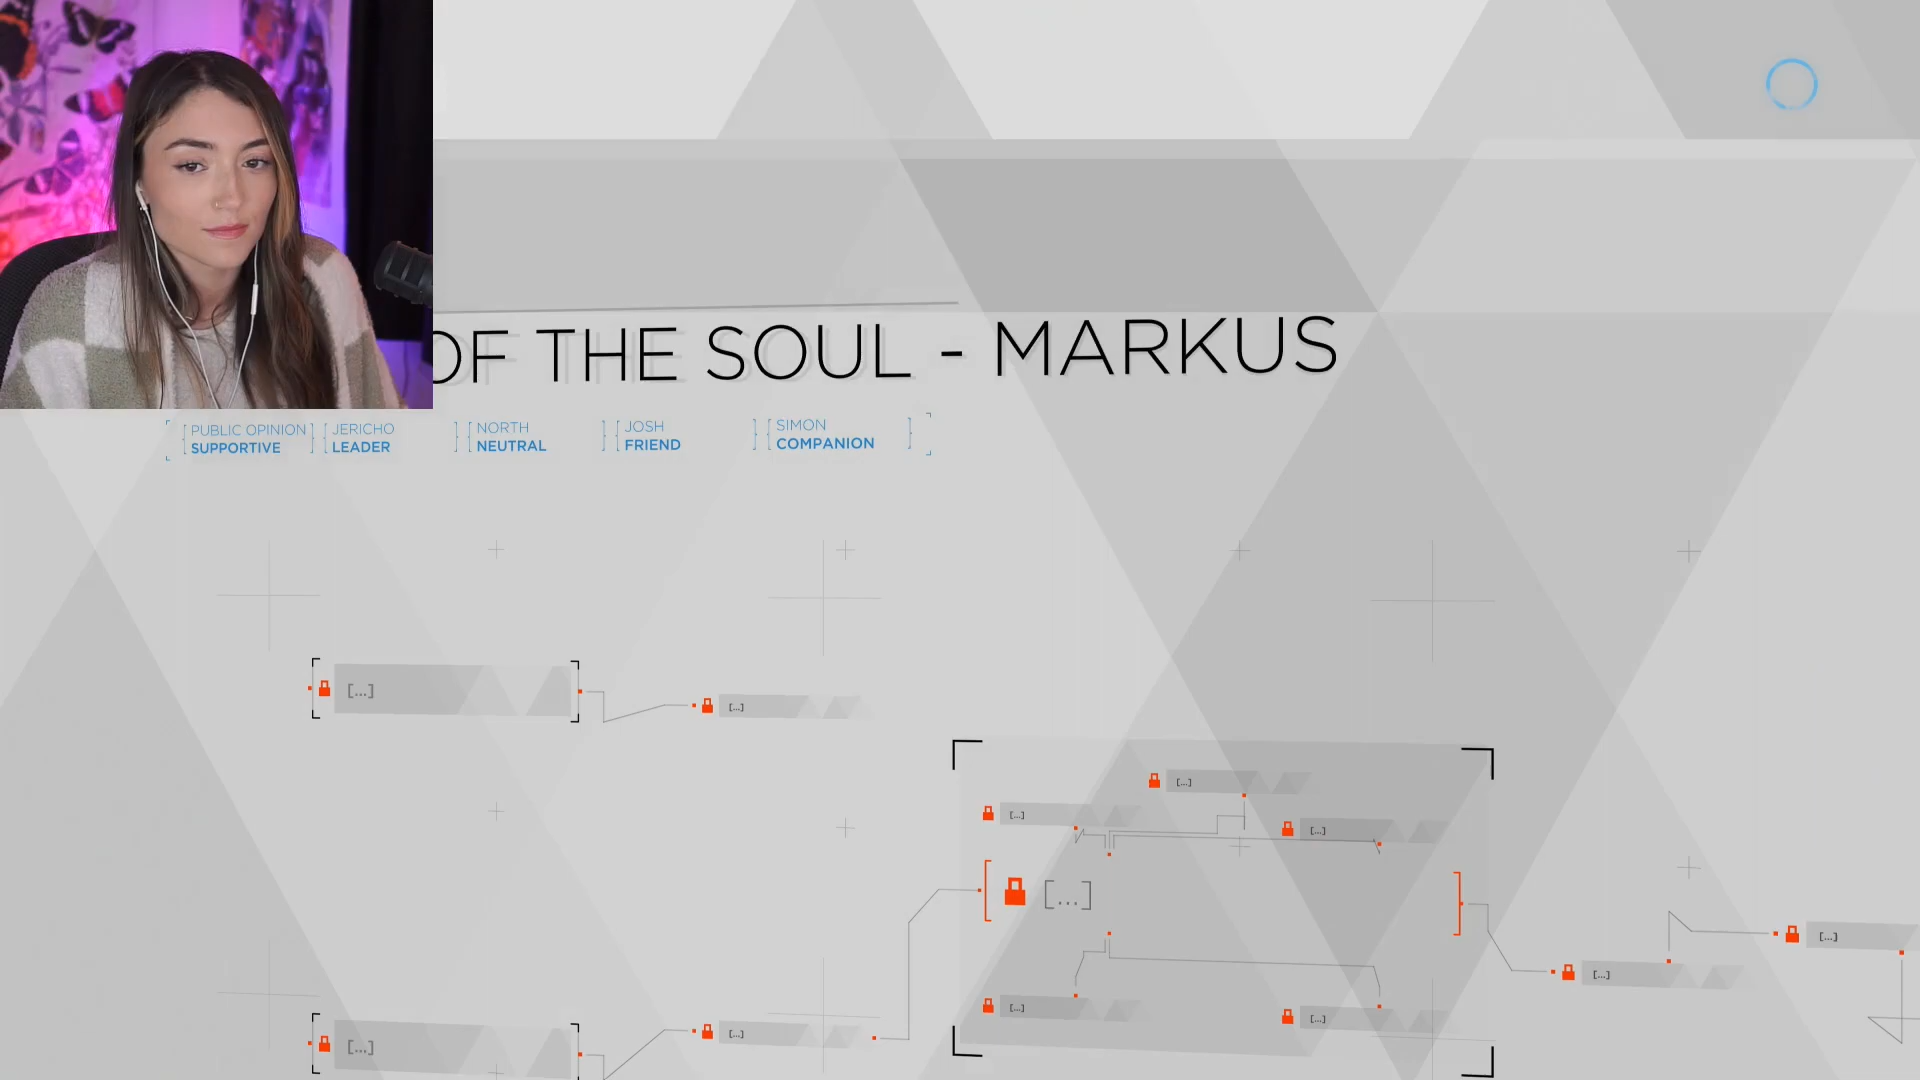 OF THE SOUL - MARKUS
PUBLIC OPINION
SUPPORTIVE
JERICHO
LEADER
NORTH
NEUTRAL
JOSH
FRIEND
SIMON
COMPANION
[...]
[...]
[...]
[...]
[...]
[...]
[...]
[...]
[...]
[...]
[...]
[...]